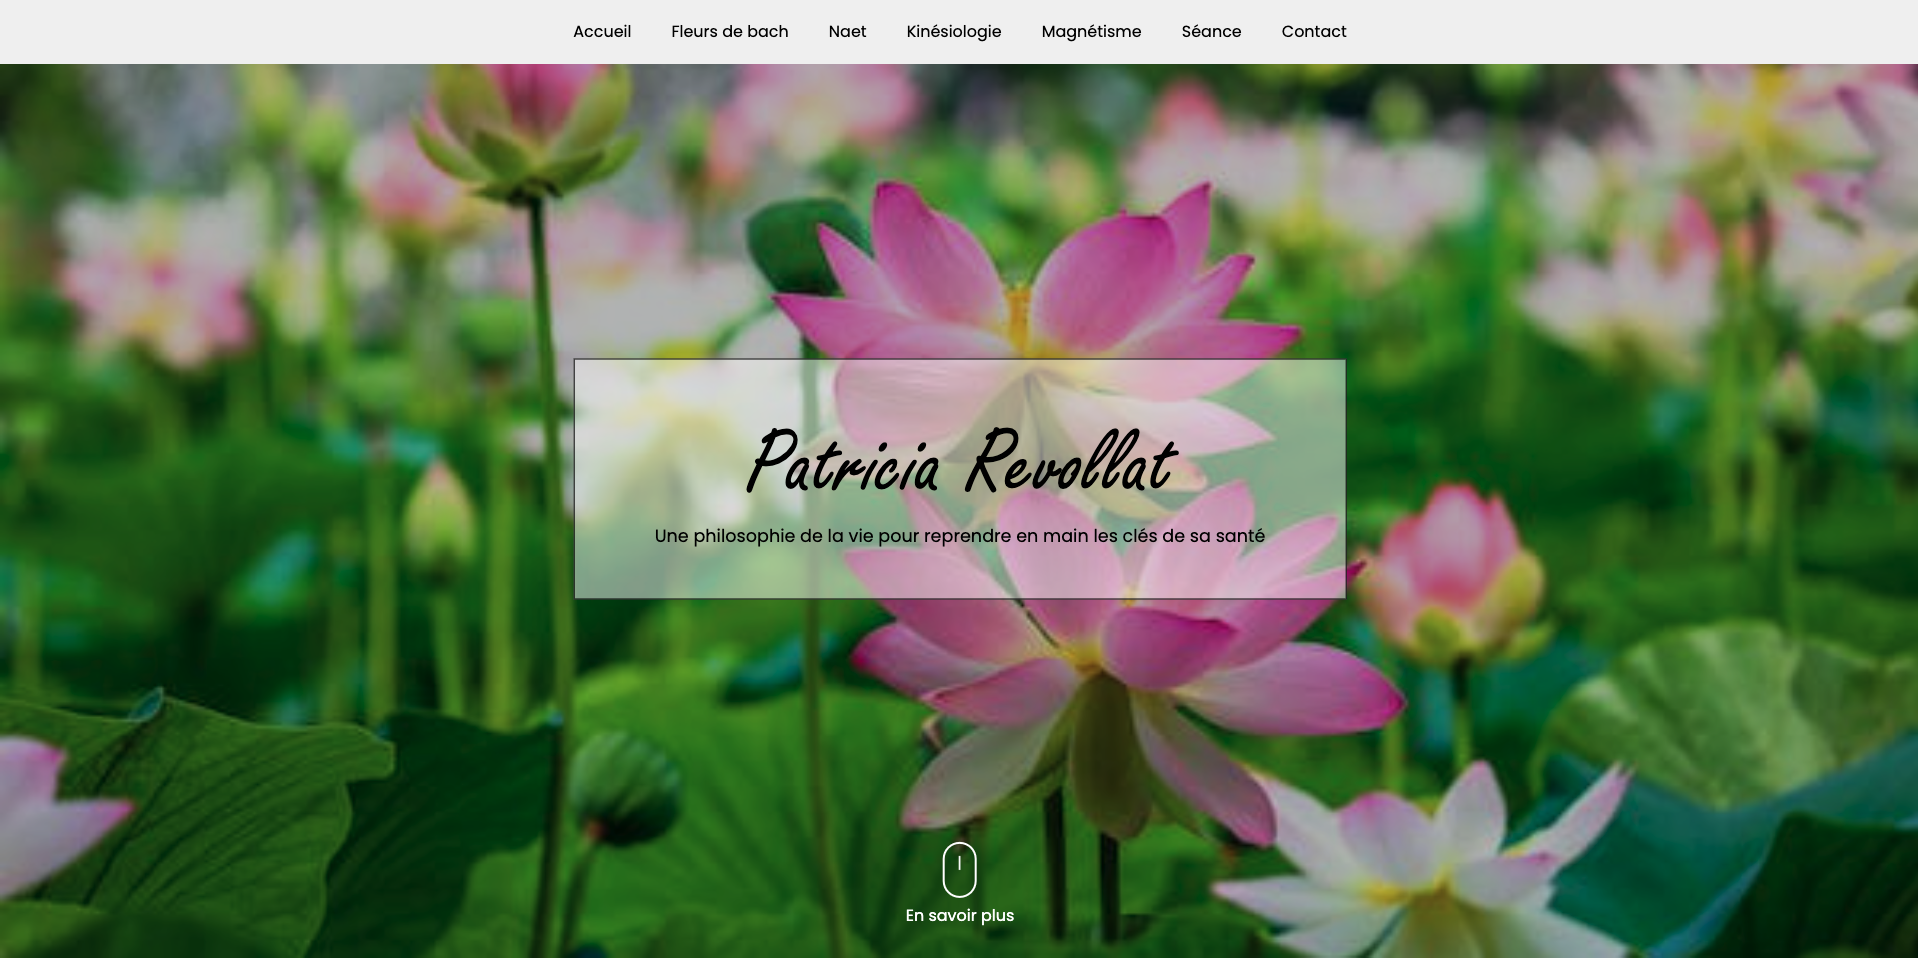 Accueil Fleurs de bach Naet Kinésiologie Magnétisme Séance Contact
Patricia Revollat
Une philosophie de la vie pour reprendre en main les clés de sa santé
En savoir plus